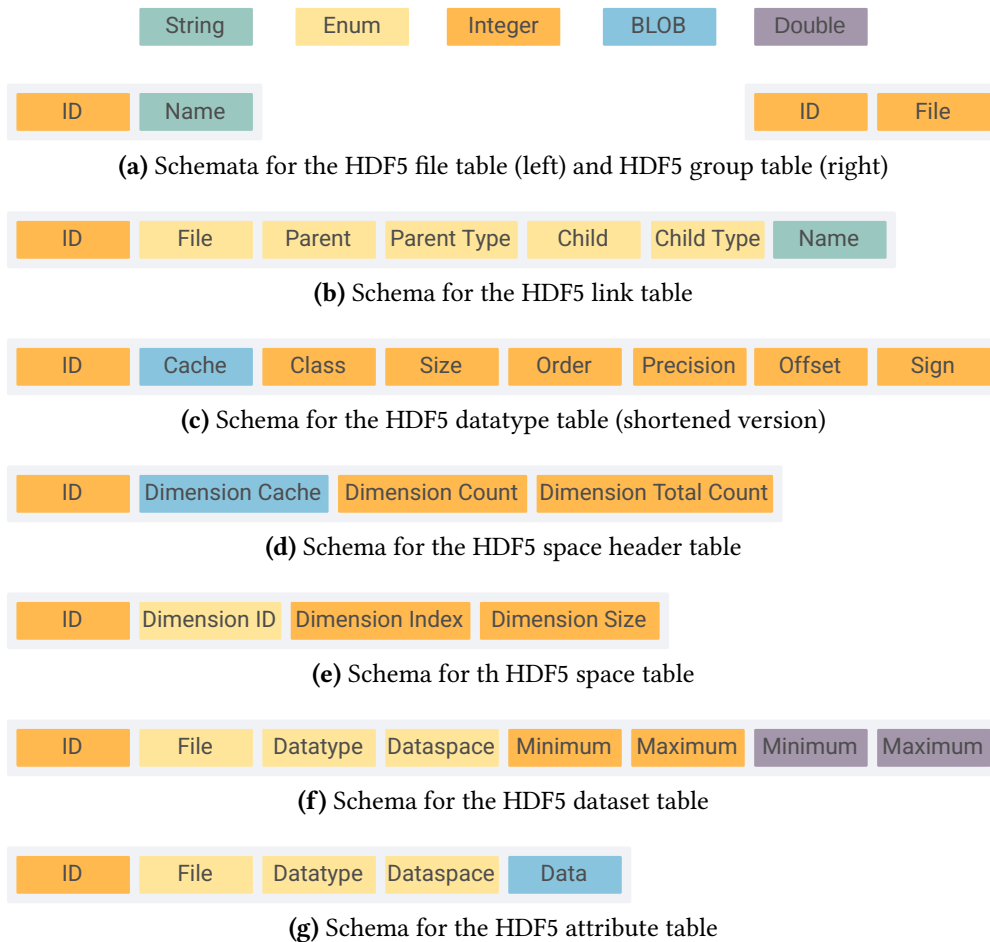 String Enum Integer BLOB Double
ID Name ID File
(a) Schemata for the HDF5 file table (left) and HDF5 group table (right)
ID File Parent Parent Type Child Child Type Name
(b) Schema for the HDF5 link table
ID Cache Class Size Order Precision Offset Sign
(c) Schema for the HDF5 datatype table (shortened version)
ID Dimension Cache Dimension Count Dimension Total Count
(d) Schema for the HDF5 space header table
ID Dimension ID Dimension Index Dimension Size
(e) Schema for th HDF5 space table
ID File Datatype Dataspace Minimum Maximum Minimum Maximum
(f) Schema for the HDF5 dataset table
ID File Datatype Dataspace Data
(g) Schema for the HDF5 attribute table